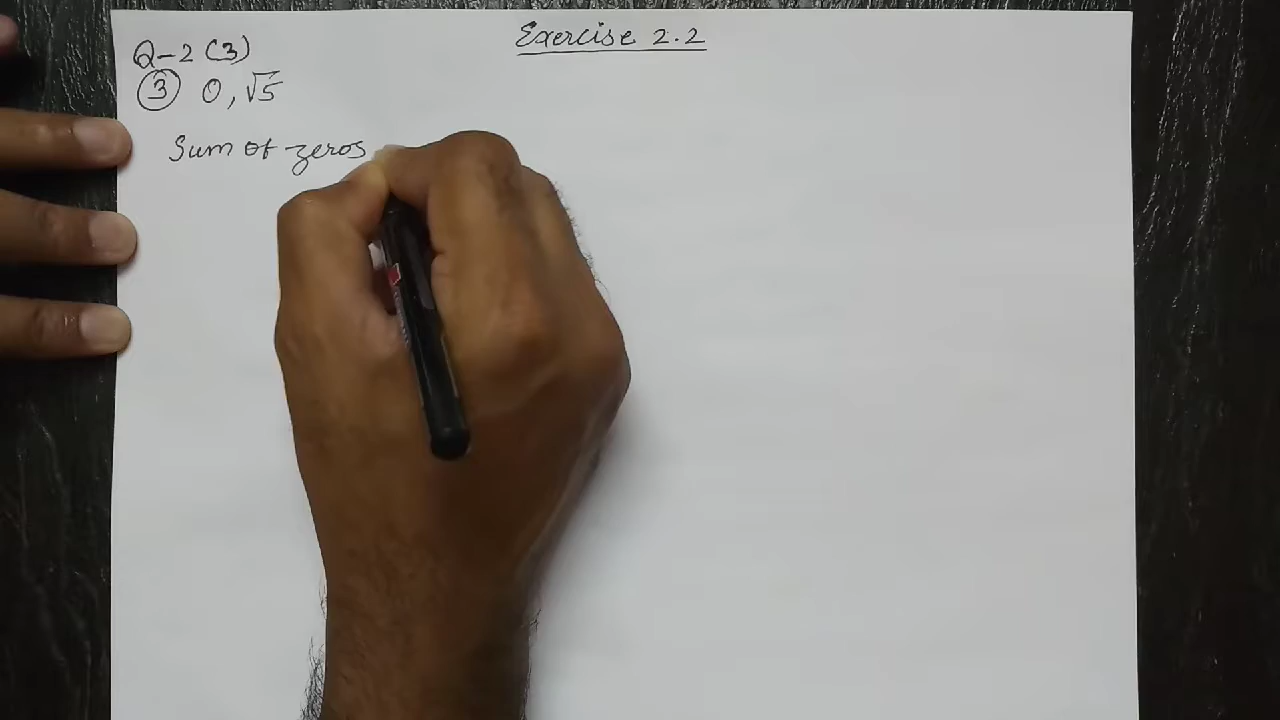 Exercise 2.2
Q-2 (3)
③ 0, √5
Sum of zeros